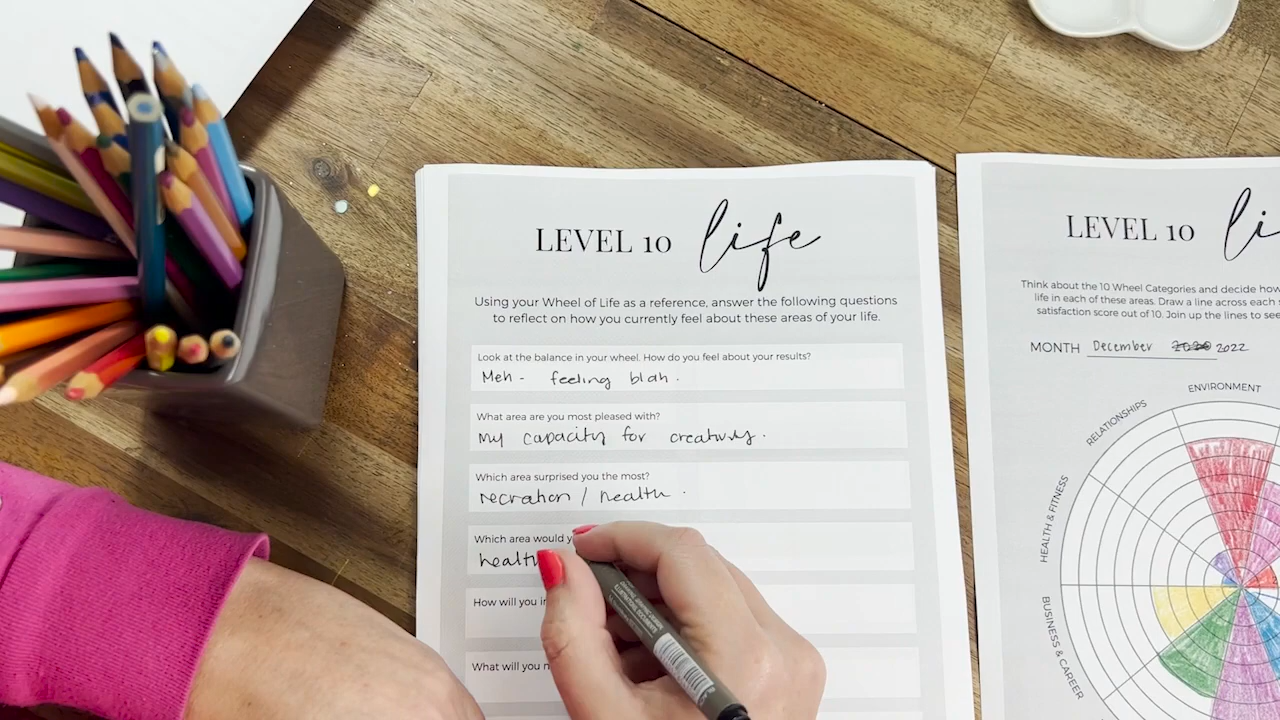 LEVEL 10 life
Using your Wheel of Life as a reference, answer the following questions
to reflect on how you currently feel about these areas of your life.
Look at the balance in your wheel. How do you feel about your results?
Meh - feeling blah.
What area are you most pleased with?
My capacity for creativity.
Which area surprised you the most?
recration / health.
Which area would
health
How will you
What will you
LEVEL 10
Think about the 10 Wheel Categories and decide how
life in each of these areas. Draw a line across each
satisfaction score out of 10. Join up the lines to see
MONTH December 2020 2022
ENVIRONMENT
RELATIONSHIPS
HEALTH & FITNESS
BUSINESS & CAREER